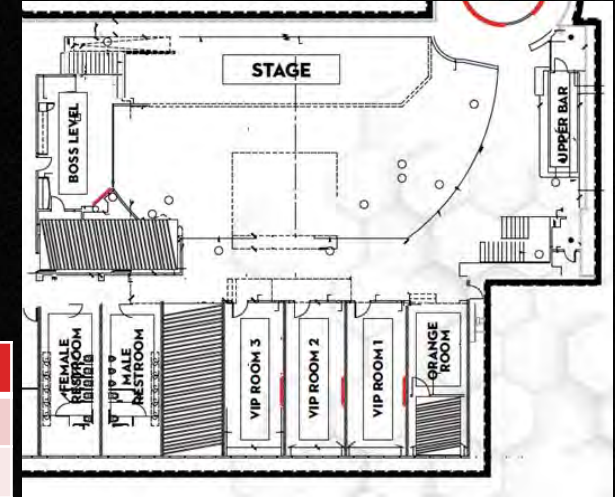 STAGE
BOSS LEVEL
UPPER BAR
FEMALE
RESTROOM
MALE
RESTROOM
VIP ROOM 3
VIP ROOM 2
VIP ROOM 1
ORANGE
ROOM